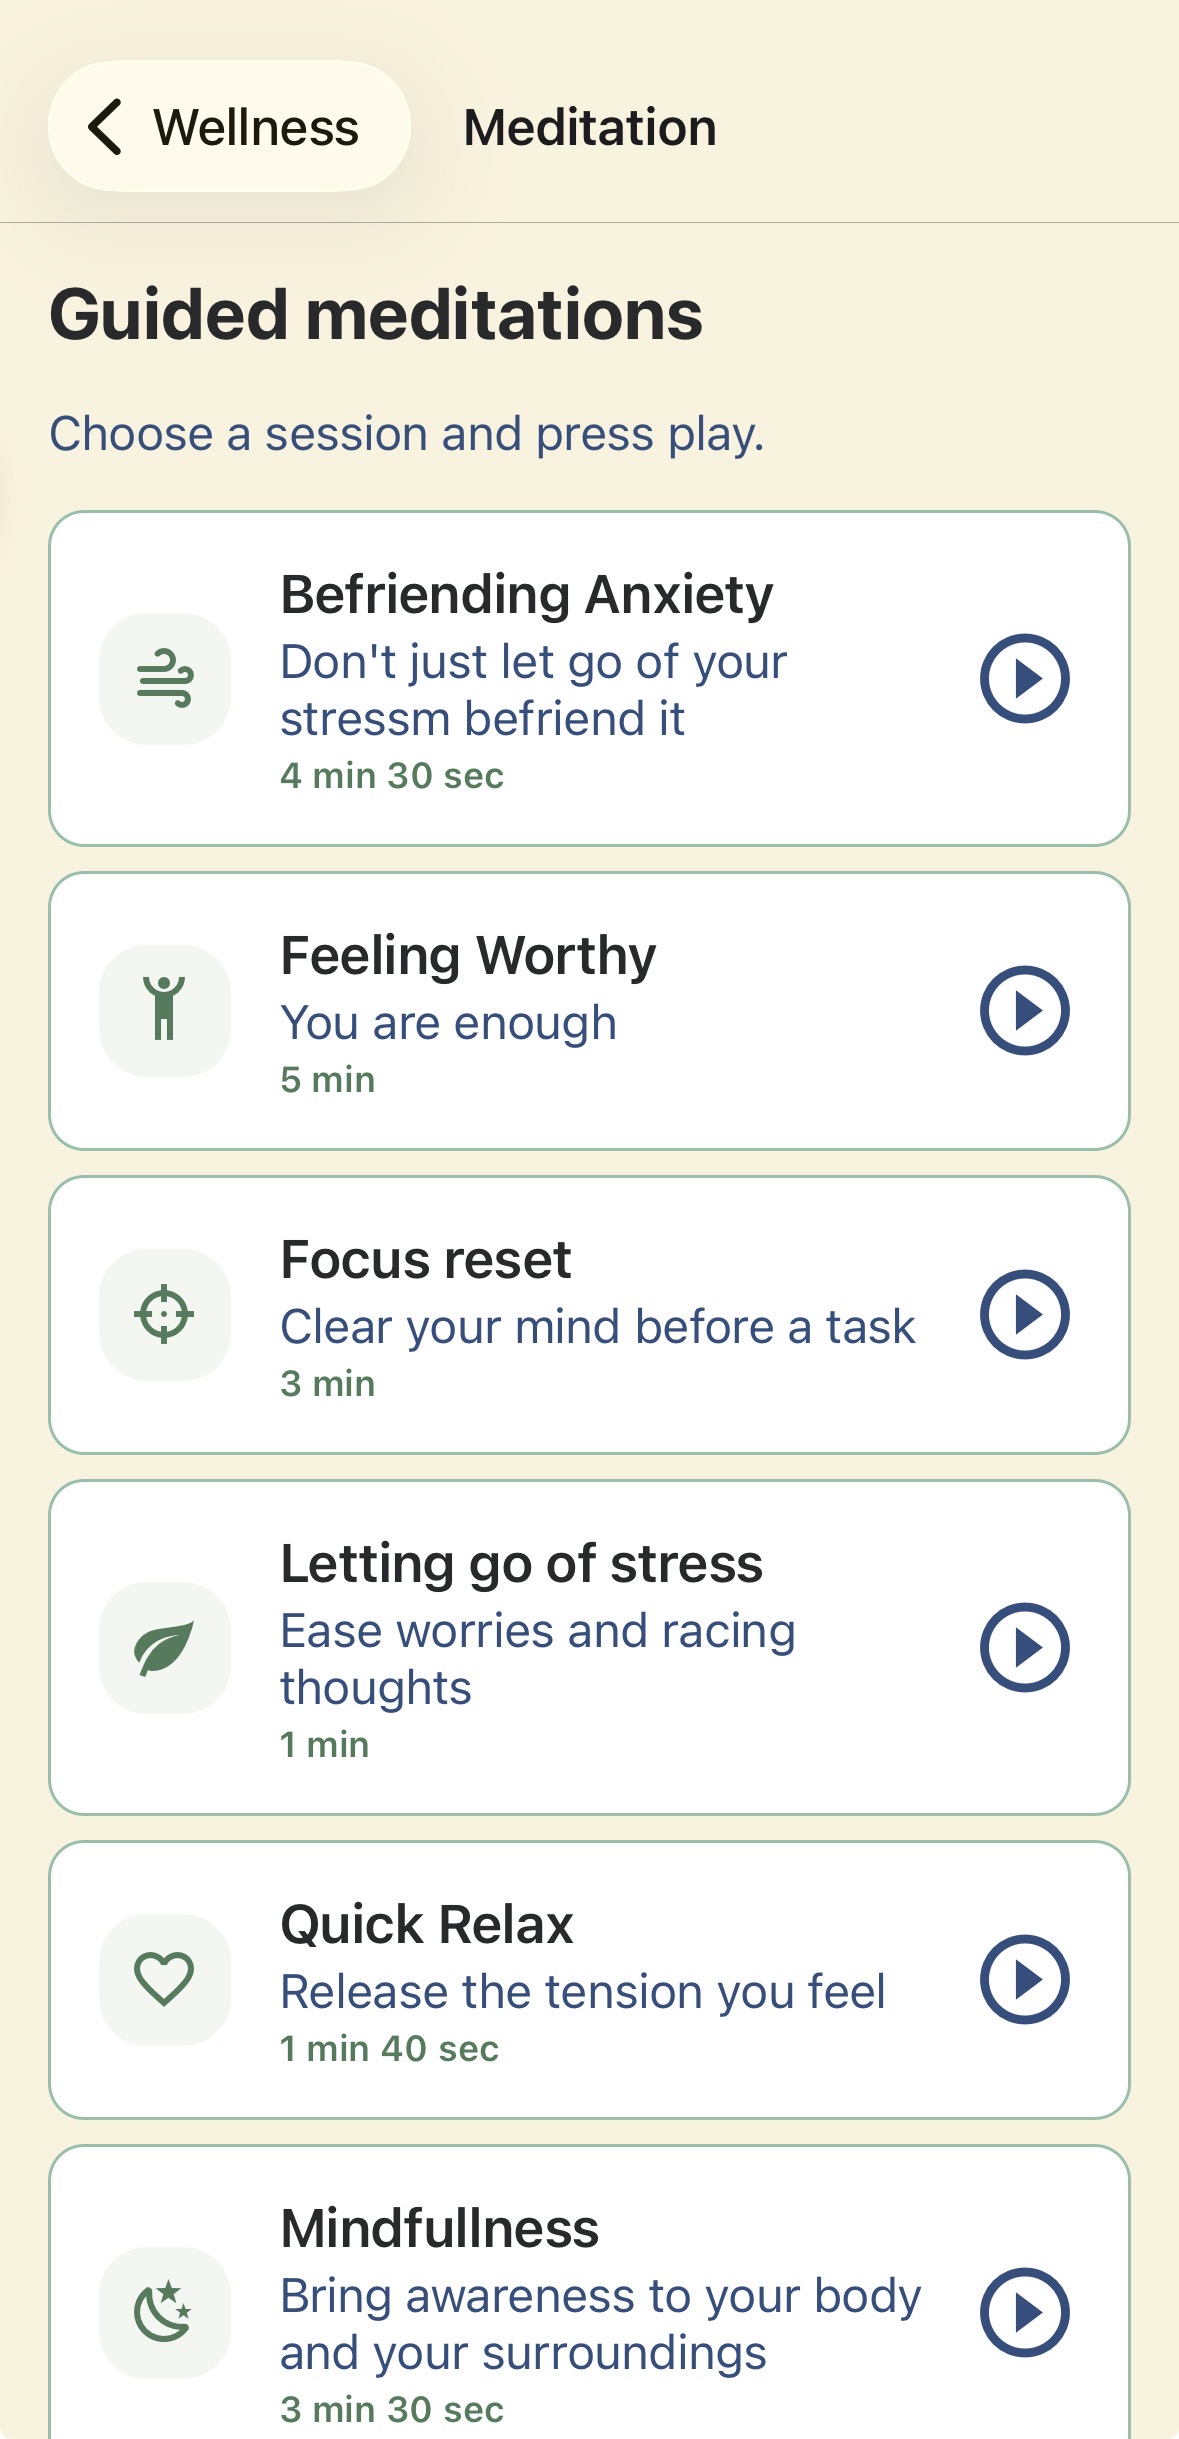 Wellness
Meditation
Guided meditations
Choose a session and press play.
Befriending Anxiety
Don't just let go of your
stressm befriend it
4 min 30 sec
Feeling Worthy
You are enough
5 min
Focus reset
Clear your mind before a task
3 min
Letting go of stress
Ease worries and racing
thoughts
1 min
Quick Relax
Release the tension you feel
1 min 40 sec
Mindfullness
Bring awareness to your body
and your surroundings
3 min 30 sec